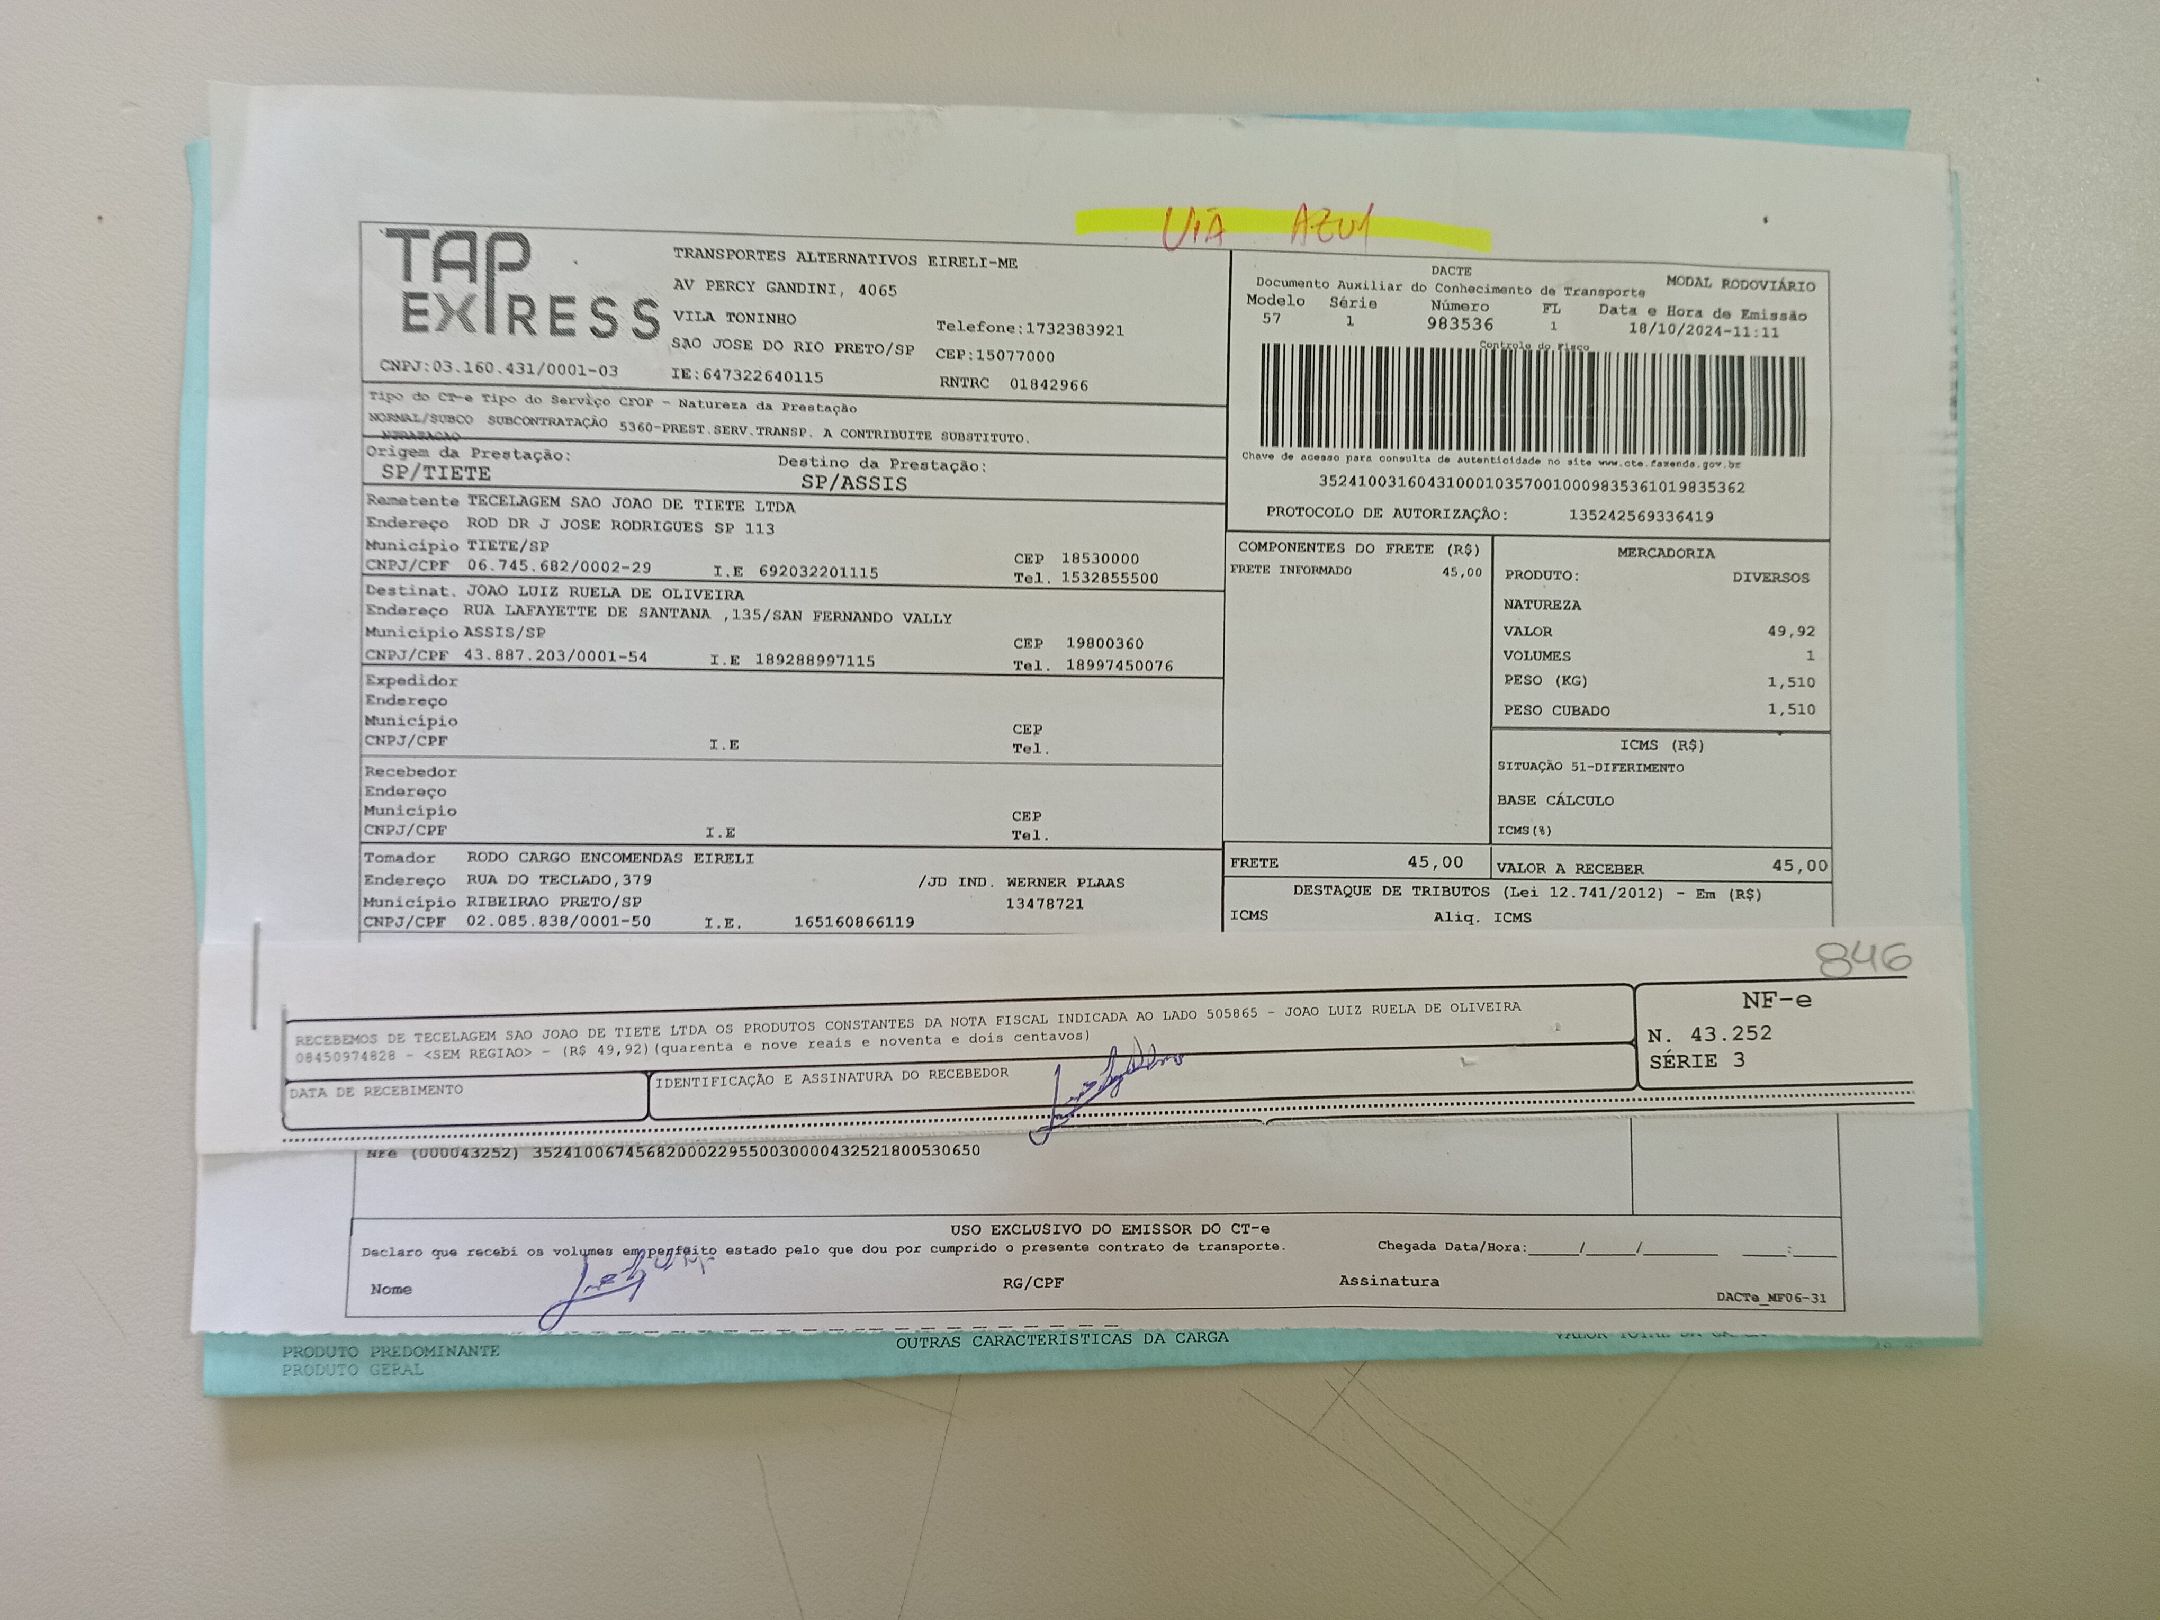 VIA AZUL
TAP
EXPRESS
CNPJ:03.160.431/0001-03
TRANSPORTES ALTERNATIVOS EIRELI-ME
AV PERCY GANDINI, 4065
VILA TONINHO
Telefone:1732383921
SAO JOSE DO RIO PRETO/SP CEP:15077000
IE:647322640115
RNTRC 01842966
DACTE
MODAL RODOVIÁRIO
Documento Auxiliar do Conhecimento de Transporte
Modelo Série Número FL Data e Hora de Emissão
57 1 983536 1 18/10/2024-11:11
Controle do Fisco
Chave de acesso para consulta de autenticidade no site www.cte.fazenda.gov.br
35241003160431000103570010009835361019835362
PROTOCOLO DE AUTORIZAÇÃO: 135242569336419
Tipo do CT-e Tipo do Serviço CFOP - Natureza da Prestação
NORMAL/SUBCO SUBCONTRATAÇÃO 5360-PREST.SERV.TRANSP. A CONTRIBUITE SUBSTITUTO.
NTRATACAO
Origem da Prestação: Destino da Prestação:
SP/TIETE SP/ASSIS
Remetente TECELAGEM SAO JOAO DE TIETE LTDA
Endereço ROD DR J JOSE RODRIGUES SP 113
Município TIETE/SP CEP 18530000
CNPJ/CPF 06.745.682/0002-29 I.E 692032201115 Tel. 1532855500
Destinat. JOAO LUIZ RUELA DE OLIVEIRA
Endereço RUA LAFAYETTE DE SANTANA ,135/SAN FERNANDO VALLY
Município ASSIS/SP CEP 19800360
CNPJ/CPF 43.887.203/0001-54 I.E 189288997115 Tel. 18997450076
Expedidor
Endereço
Município CEP
CNPJ/CPF I.E Tel.
Recebedor
Endereço
Município CEP
CNPJ/CPF I.E Tel.
Tomador RODO CARGO ENCOMENDAS EIRELI
Endereço RUA DO TECLADO,379 /JD IND. WERNER PLAAS
Município RIBEIRAO PRETO/SP 13478721
CNPJ/CPF 02.085.838/0001-50 I.E. 165160866119
COMPONENTES DO FRETE (R$)
FRETE INFORMADO 45,00
MERCADORIA
PRODUTO: DIVERSOS
NATUREZA
VALOR 49,92
VOLUMES 1
PESO (KG) 1,510
PESO CUBADO 1,510
ICMS (R$)
SITUAÇÃO 51-DIFERIMENTO
BASE CÁLCULO
ICMS(%)
FRETE 45,00 VALOR A RECEBER 45,00
DESTAQUE DE TRIBUTOS (Lei 12.741/2012) - Em (R$)
ICMS Aliq. ICMS
846
RECEBEMOS DE TECELAGEM SAO JOAO DE TIETE LTDA OS PRODUTOS CONSTANTES DA NOTA FISCAL INDICADA AO LADO 505865 - JOAO LUIZ RUELA DE OLIVEIRA
08450974828 - <SEM REGIAO> - (R$ 49,92)(quarenta e nove reais e noventa e dois centavos)
DATA DE RECEBIMENTO
IDENTIFICAÇÃO E ASSINATURA DO RECEBEDOR
NF-e
N. 43.252
SÉRIE 3
NFe (000043252) 35241006745682000229550030000432521800530650
USO EXCLUSIVO DO EMISSOR DO CT-e
Declaro que recebi os volumes em perfeito estado pelo que dou por cumprido o presente contrato de transporte. Chegada Data/Hora:_____/_____/________ ____:_____
Nome RG/CPF Assinatura
DACTe_MF06-31
OUTRAS CARACTERÍSTICAS DA CARGA
PRODUTO PREDOMINANTE
PRODUTO GERAL